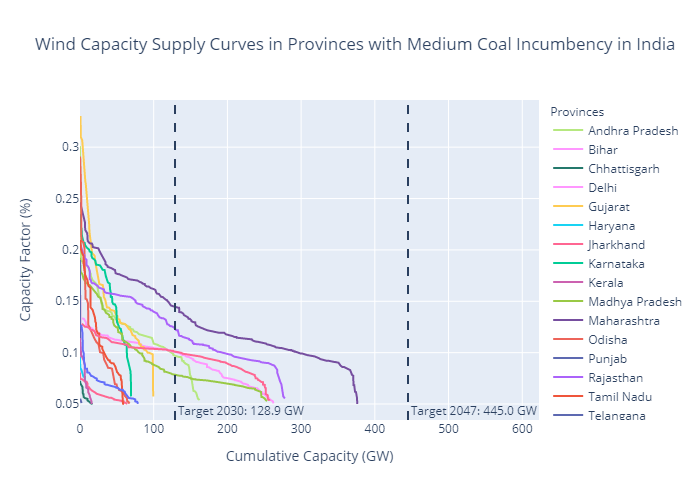 Wind Capacity Supply Curves in Provinces with Medium Coal Incumbency in India
Provinces
Andhra Pradesh
Bihar
Chhattisgarh
Delhi
Gujarat
Haryana
Jharkhand
Karnataka
Kerala
Madhya Pradesh
Maharashtra
Odisha
Punjab
Rajasthan
Tamil Nadu
Telangana
Capacity Factor (%)
0.3
0.25
0.2
0.15
0.1
0.05
Target 2030: 128.9 GW
Target 2047: 445.0 GW
0
100
200
300
400
500
600
Cumulative Capacity (GW)